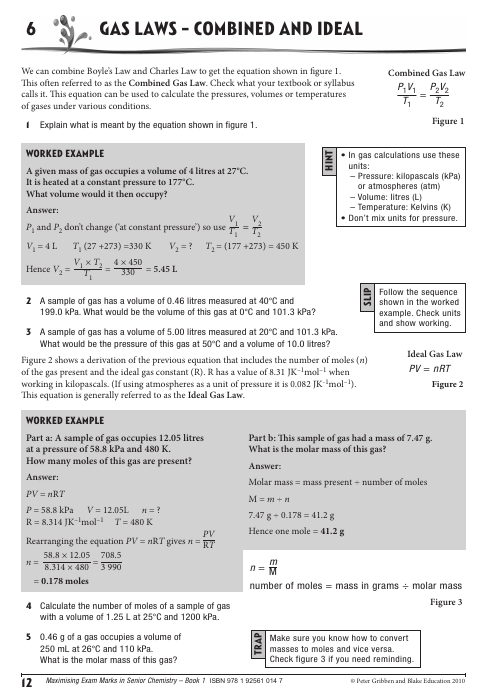 6
GAS LAWS – COMBINED AND IDEAL
We can combine Boyle's Law and Charles Law to get the equation shown in figure 1.
This often referred to as the Combined Gas Law. Check what your textbook or syllabus
calls it. This equation can be used to calculate the pressures, volumes or temperatures
of gases under various conditions.
Combined Gas Law
P₁V₁/T₁ = P₂V₂/T₂
Figure 1
1 Explain what is meant by the equation shown in figure 1.
WORKED EXAMPLE
A given mass of gas occupies a volume of 4 litres at 27°C.
It is heated at a constant pressure to 177°C.
What volume would it then occupy?
Answer:
P₁ and P₂ don't change ('at constant pressure') so use V₁/T₁ = V₂/T₂
V₁ = 4 L T₁ (27 +273) =330 K V₂ = ? T₂ = (177 +273) = 450 K
Hence V₂ = V₁ × T₂/T₁ = 4 × 450/330 = 5.45 L
HINT
• In gas calculations use these
units:
– Pressure: kilopascals (kPa)
or atmospheres (atm)
– Volume: litres (L)
– Temperature: Kelvins (K)
• Don't mix units for pressure.
2 A sample of gas has a volume of 0.46 litres measured at 40°C and
199.0 kPa. What would be the volume of this gas at 0°C and 101.3 kPa?
3 A sample of gas has a volume of 5.00 litres measured at 20°C and 101.3 kPa.
What would be the pressure of this gas at 50°C and a volume of 10.0 litres?
SLIP
Follow the sequence
shown in the worked
example. Check units
and show working.
Figure 2 shows a derivation of the previous equation that includes the number of moles (n)
of the gas present and the ideal gas constant (R). R has a value of 8.31 JK⁻¹mol⁻¹ when
working in kilopascals. (If using atmospheres as a unit of pressure it is 0.082 JK⁻¹mol⁻¹).
This equation is generally referred to as the Ideal Gas Law.
Ideal Gas Law
PV = nRT
Figure 2
WORKED EXAMPLE
Part a: A sample of gas occupies 12.05 litres
at a pressure of 58.8 kPa and 480 K.
How many moles of this gas are present?
Answer:
PV = nRT
P = 58.8 kPa V = 12.05L n = ?
R = 8.314 JK⁻¹mol⁻¹ T = 480 K
Rearranging the equation PV = nRT gives n = PV/RT
n = 58.8 × 12.05/8.314 × 480 = 708.5/3 990
= 0.178 moles
Part b: This sample of gas had a mass of 7.47 g.
What is the molar mass of this gas?
Answer:
Molar mass = mass present ÷ number of moles
M = m ÷ n
7.47 g ÷ 0.178 = 41.2 g
Hence one mole = 41.2 g
n = m/M
number of moles = mass in grams ÷ molar mass
Figure 3
4 Calculate the number of moles of a sample of gas
with a volume of 1.25 L at 25°C and 1200 kPa.
5 0.46 g of a gas occupies a volume of
250 mL at 26°C and 110 kPa.
What is the molar mass of this gas?
TRAP
Make sure you know how to convert
masses to moles and vice versa.
Check figure 3 if you need reminding.
12
Maximising Exam Marks in Senior Chemistry – Book 1 ISBN 978 1 92561 014 7
© Peter Gribben and Blake Education 2010